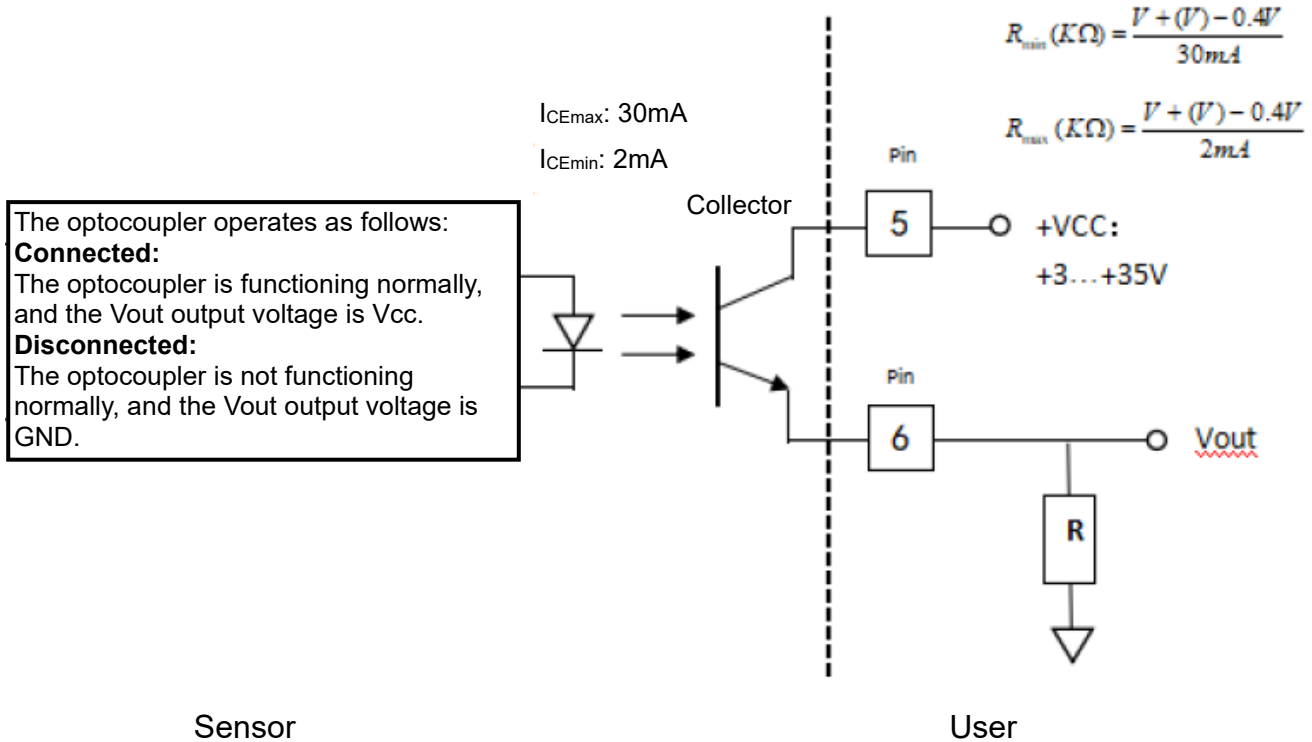 R_min (KΩ) = (V + (V) − 0.4V) / 30mA
R_max (KΩ) = (V + (V) − 0.4V) / 2mA
ICEmax: 30mA
ICEmin: 2mA
Pin
5
Collector
+VCC：
+3...+35V
The optocoupler operates as follows:
Connected:
The optocoupler is functioning normally,
and the Vout output voltage is Vcc.
Disconnected:
The optocoupler is not functioning
normally, and the Vout output voltage is
GND.
Pin
6
Vout
R
Sensor
User